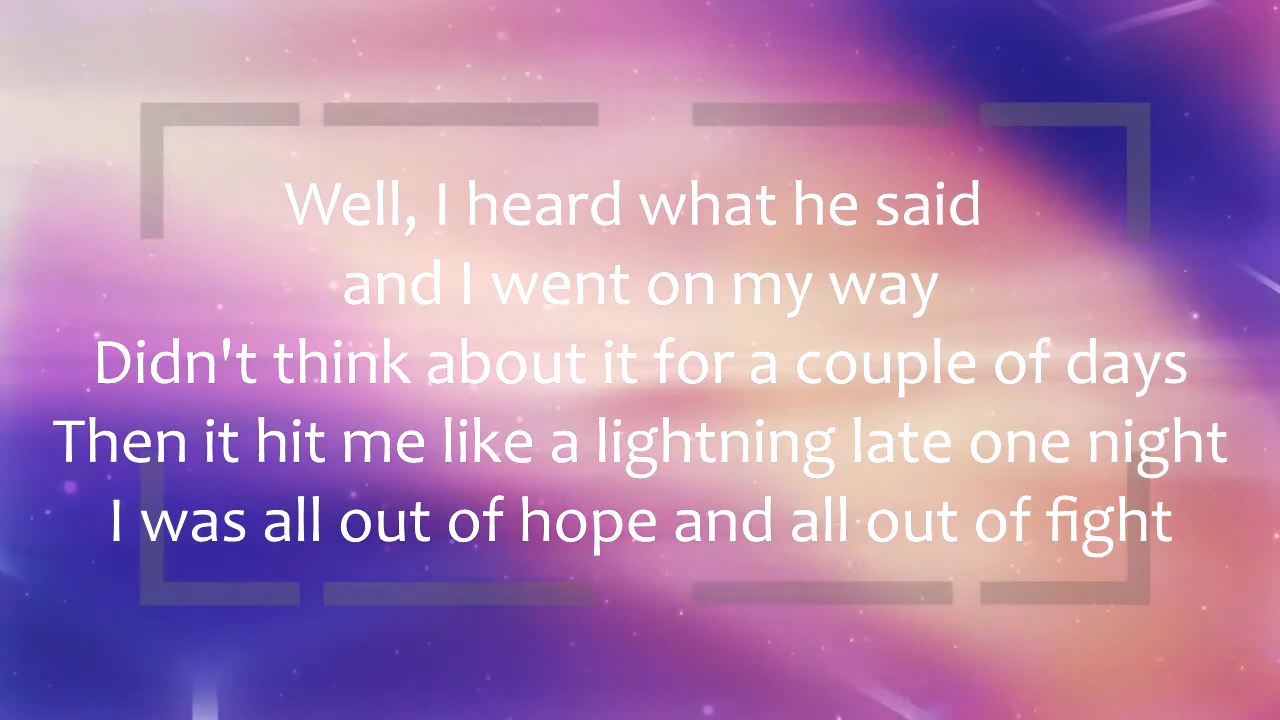 Well, I heard what he said
and I went on my way
Didn't think about it for a couple of days
Then it hit me like a lightning late one night
I was all out of hope and all out of fight